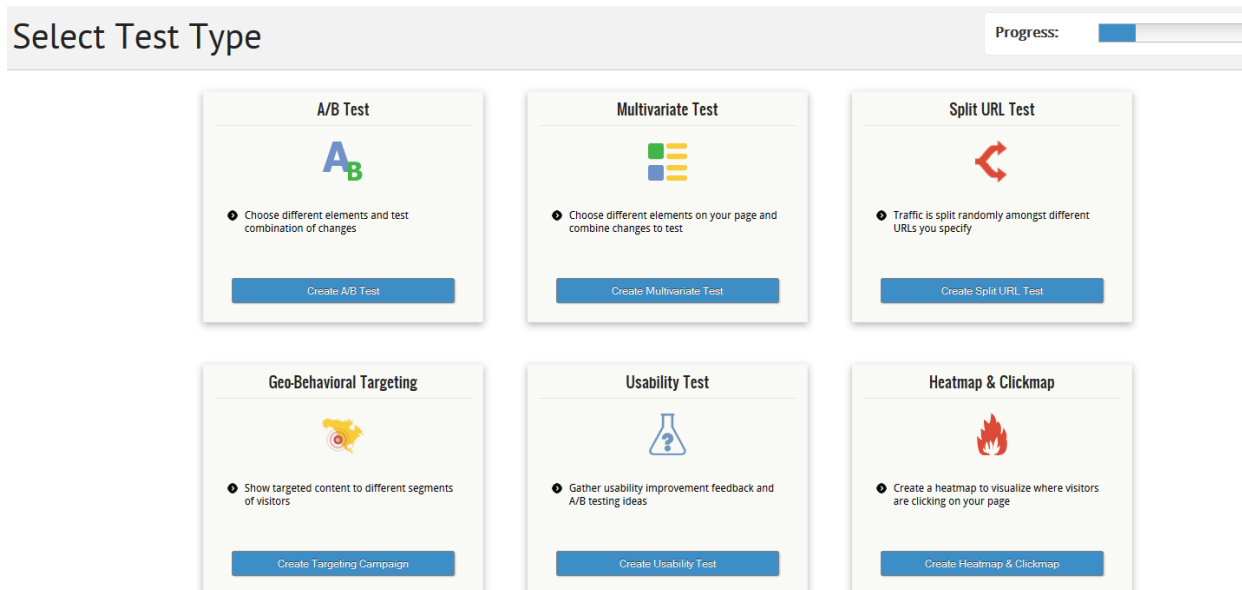 Select Test Type
Progress:
A/B Test
AB
Choose different elements and test
combination of changes
Create A/B Test
Multivariate Test
Choose different elements on your page and
combine changes to test
Create Multivariate Test
Split URL Test
Traffic is split randomly amongst different
URLs you specify
Create Split URL Test
Geo-Behavioral Targeting
Show targeted content to different segments
of visitors
Create Targeting Campaign
Usability Test
?
Gather usability improvement feedback and
A/B testing ideas
Create Usability Test
Heatmap & Clickmap
Create a heatmap to visualize where visitors
are clicking on your page
Create Heatmap & Clickmap